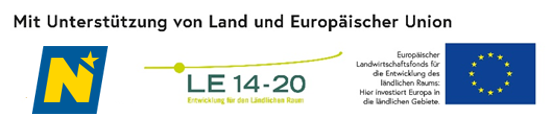 Mit Unterstützung von Land und Europäischer Union
N
LE 14-20
Entwicklung für den Ländlichen Raum
Europäischer
Landwirtschaftsfonds für
die Entwicklung des
ländlichen Raums:
Hier investiert Europa in
die ländlichen Gebiete.